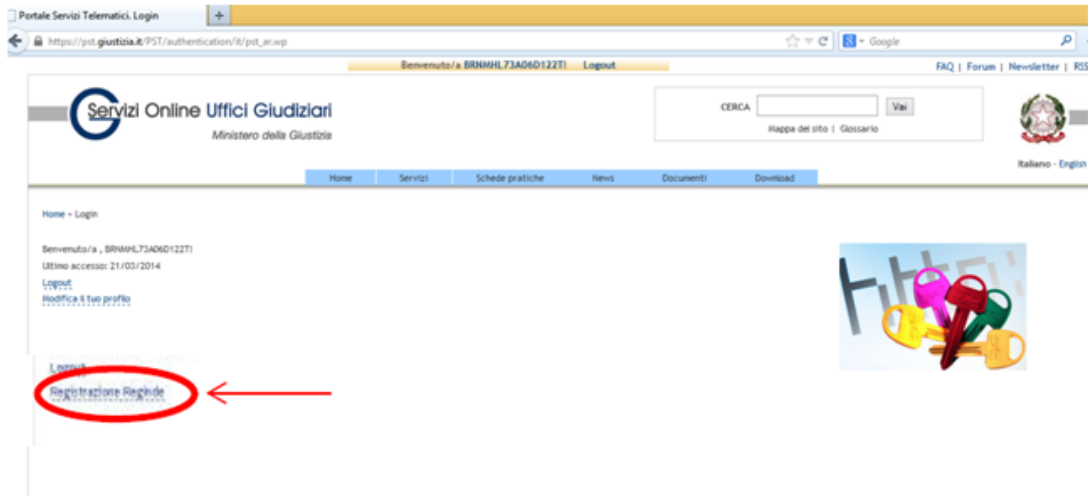 Portale Servizi Telematici. Login
+
https://pst.giustizia.it/PST/authentication/it/pst_ar.wp
Google
Benvenuto/a BRNMHL73A06D122T! Logout
FAQ | Forum | Newsletter | RSS
Servizi Online Uffici Giudiziari
Ministero della Giustizia
CERCA
Vai
Mappa del sito | Glossario
Italiano - English
Home Servizi Schede pratiche News Documenti Download
Home » Login
Benvenuto/a , BRNMHL73A06D122T!
Ultimo accesso: 21/03/2014
Logout
Modifica il tuo profilo
Logout
Registrazione Reginde